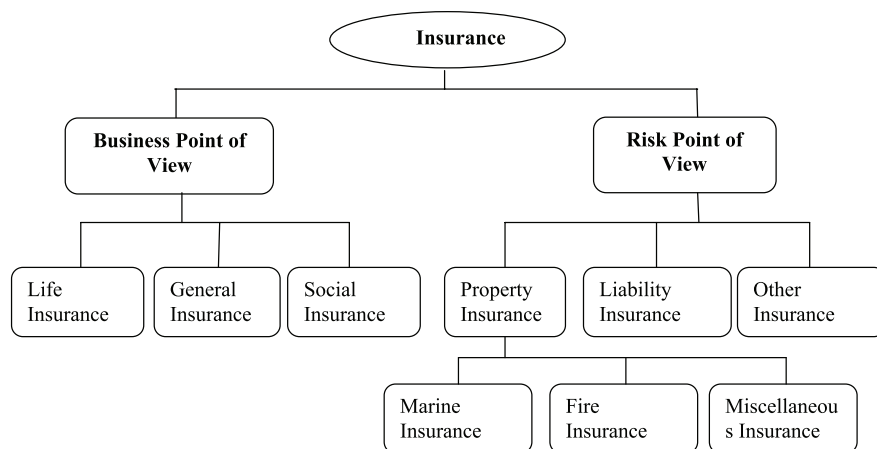 Insurance
Business Point of
View
Risk Point of
View
Life
Insurance
General
Insurance
Social
Insurance
Property
Insurance
Liability
Insurance
Other
Insurance
Marine
Insurance
Fire
Insurance
Miscellaneou
s Insurance